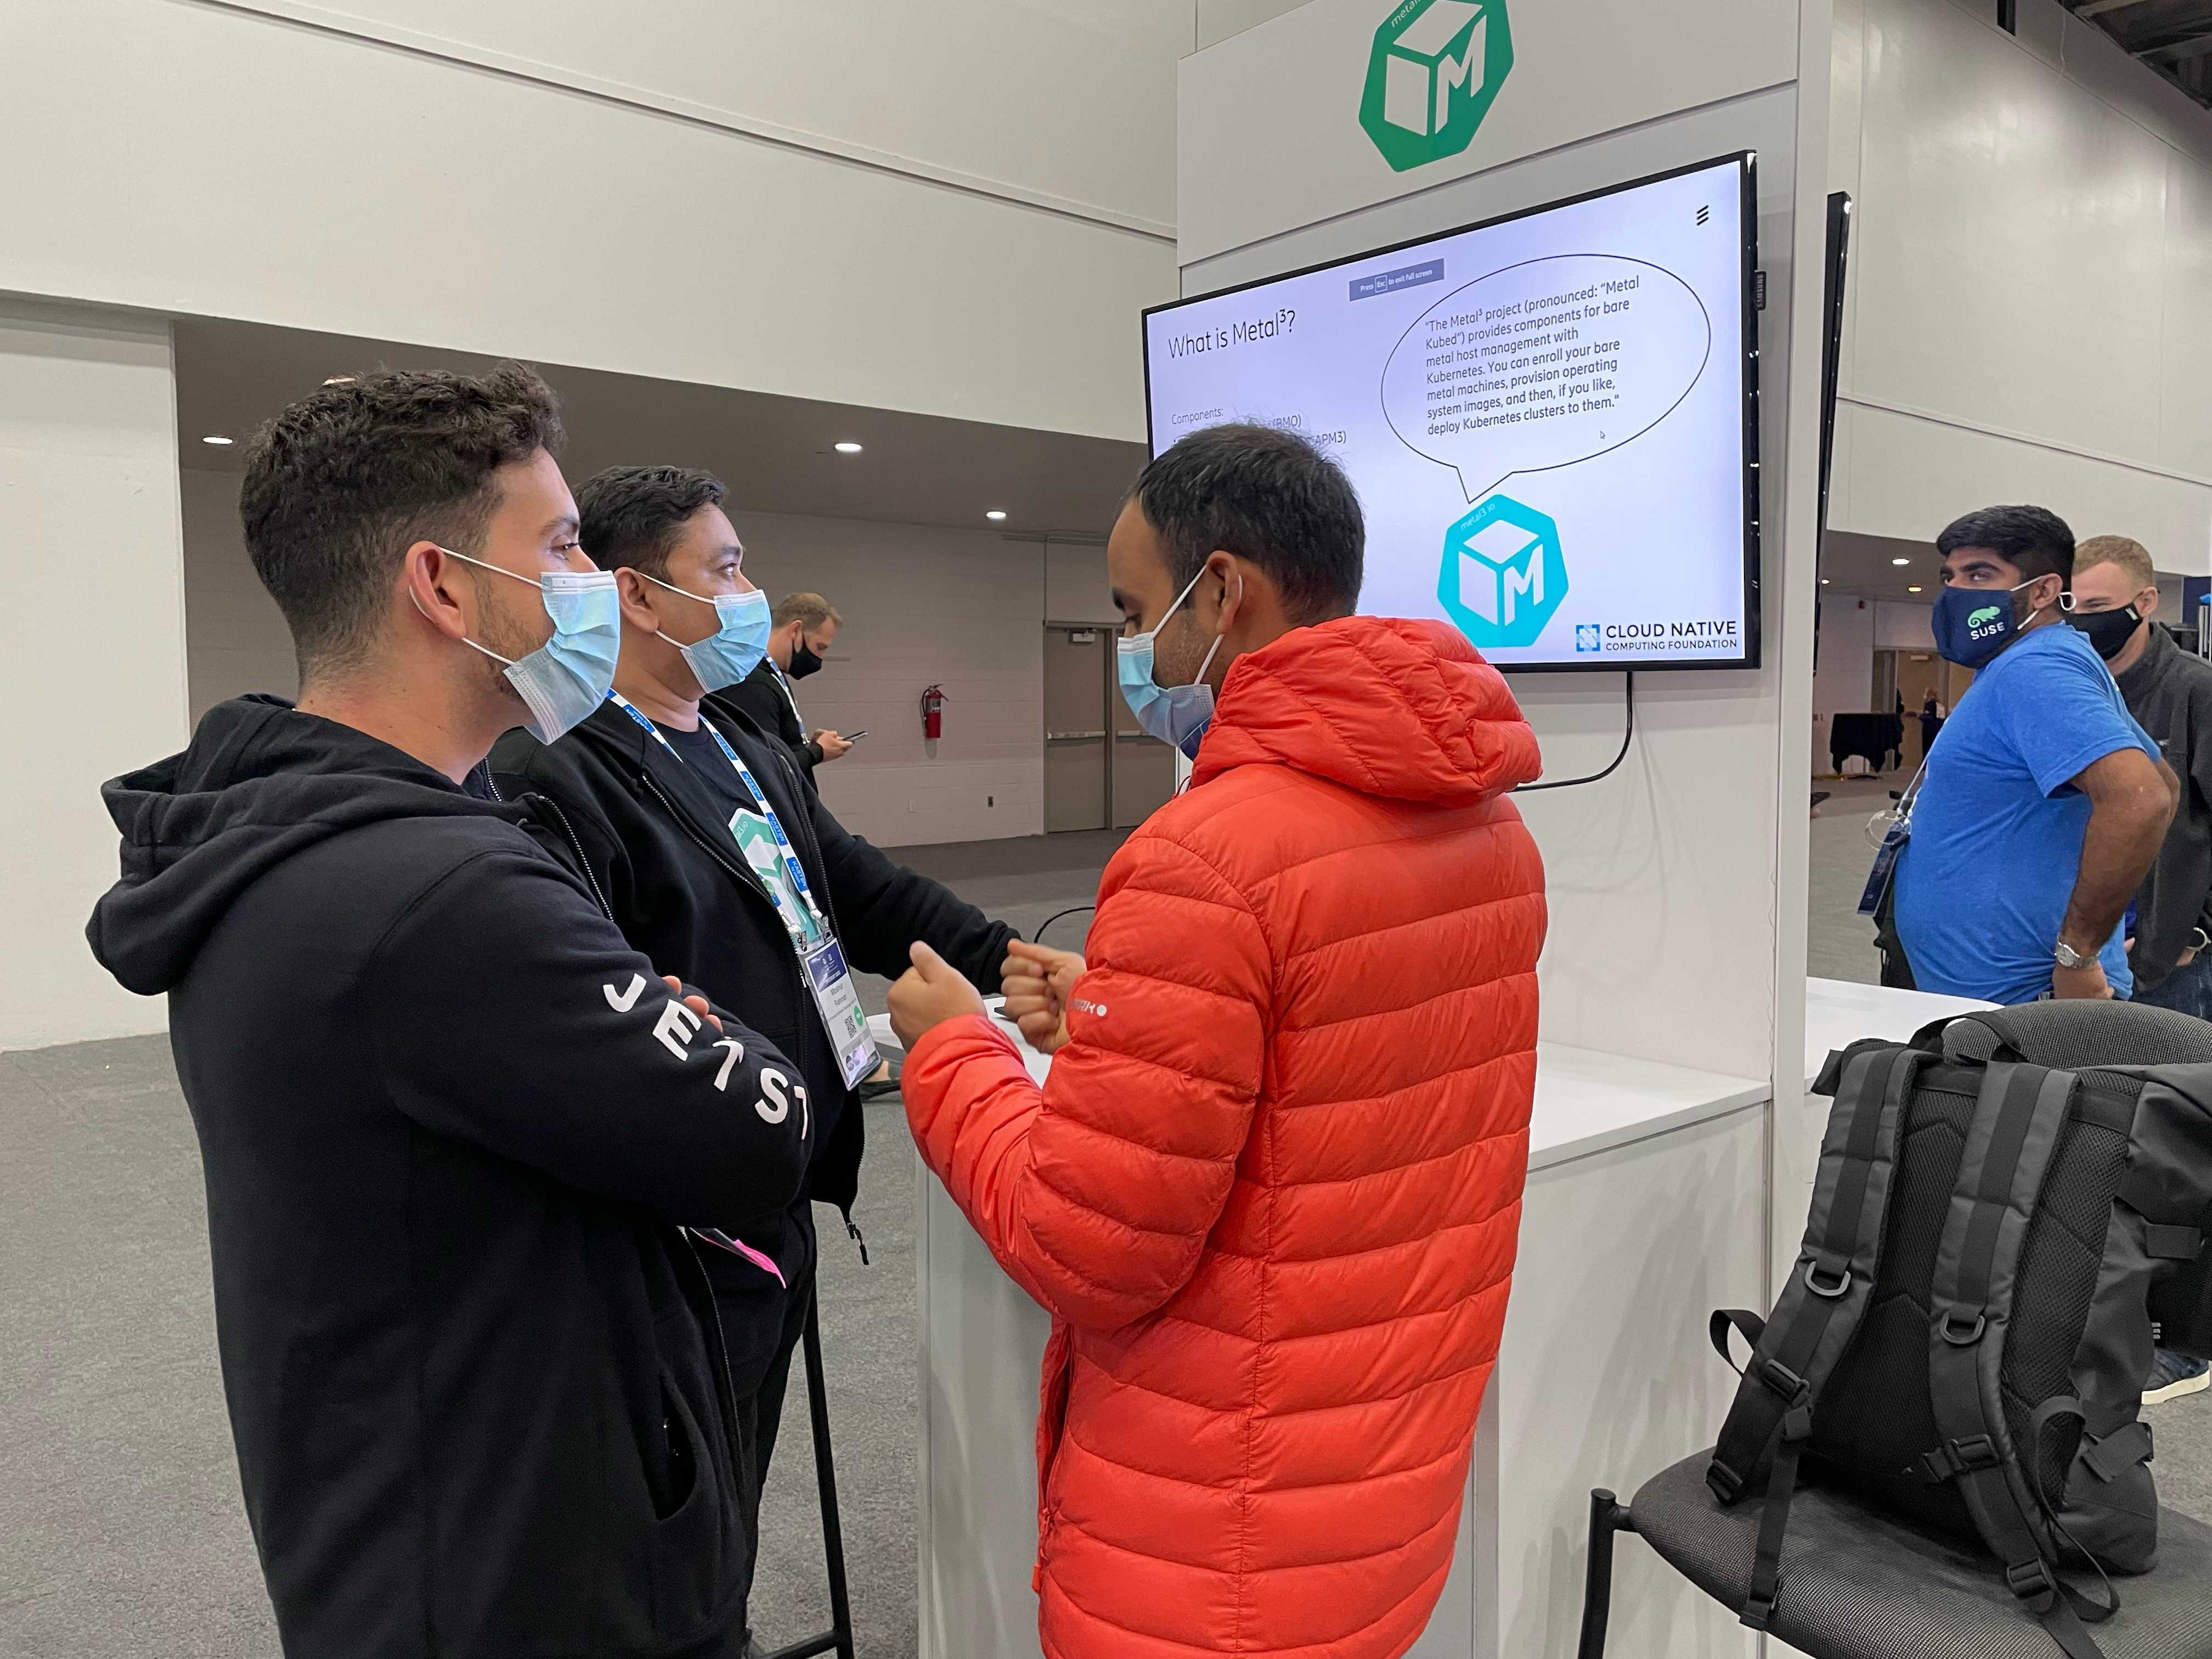 metal
M
Press Esc to exit full screen
What is Metal³?
"The Metal³ project (pronounced: "Metal
Kubed") provides components for bare
metal host management with
Kubernetes. You can enroll your bare
metal machines, provision operating
system images, and then, if you like,
deploy Kubernetes clusters to them."
Components:
(BMO)
APM3)
metal3.io
M
CLOUD NATIVE
COMPUTING FOUNDATION
SAMSUNG
SUSE
JETST